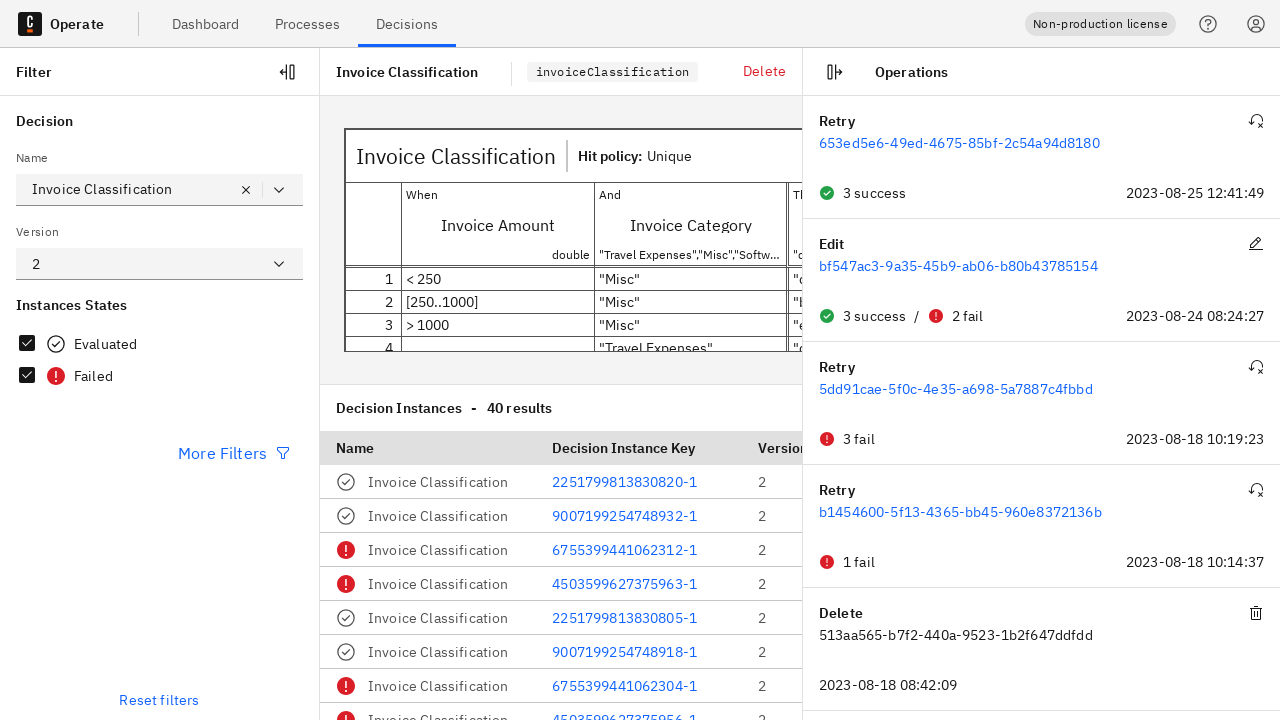 Operate
Dashboard
Processes
Decisions
Non-production license
Filter
Decision
Name
Invoice Classification
Version
2
Instances States
Evaluated
Failed
More Filters
Reset filters
Invoice Classification
invoiceClassification
Delete
Invoice Classification
Hit policy: Unique
When And
Invoice Amount Invoice Category
double "Travel Expenses","Misc","Softw...
1 < 250 "Misc"
2 [250..1000] "Misc"
3 > 1000 "Misc"
4 "Travel Expenses"
Decision Instances - 40 results
Name Decision Instance Key Version
Invoice Classification 2251799813830820-1 2
Invoice Classification 9007199254748932-1 2
Invoice Classification 6755399441062312-1 2
Invoice Classification 4503599627375963-1 2
Invoice Classification 2251799813830805-1 2
Invoice Classification 9007199254748918-1 2
Invoice Classification 6755399441062304-1 2
Invoice Classification 4503599627375956-1 2
Operations
Retry
653ed5e6-49ed-4675-85bf-2c54a94d8180
3 success 2023-08-25 12:41:49
Edit
bf547ac3-9a35-45b9-ab06-b80b43785154
3 success / 2 fail 2023-08-24 08:24:27
Retry
5dd91cae-5f0c-4e35-a698-5a7887c4fbbd
3 fail 2023-08-18 10:19:23
Retry
b1454600-5f13-4365-bb45-960e8372136b
1 fail 2023-08-18 10:14:37
Delete
513aa565-b7f2-440a-9523-1b2f647ddfdd
2023-08-18 08:42:09